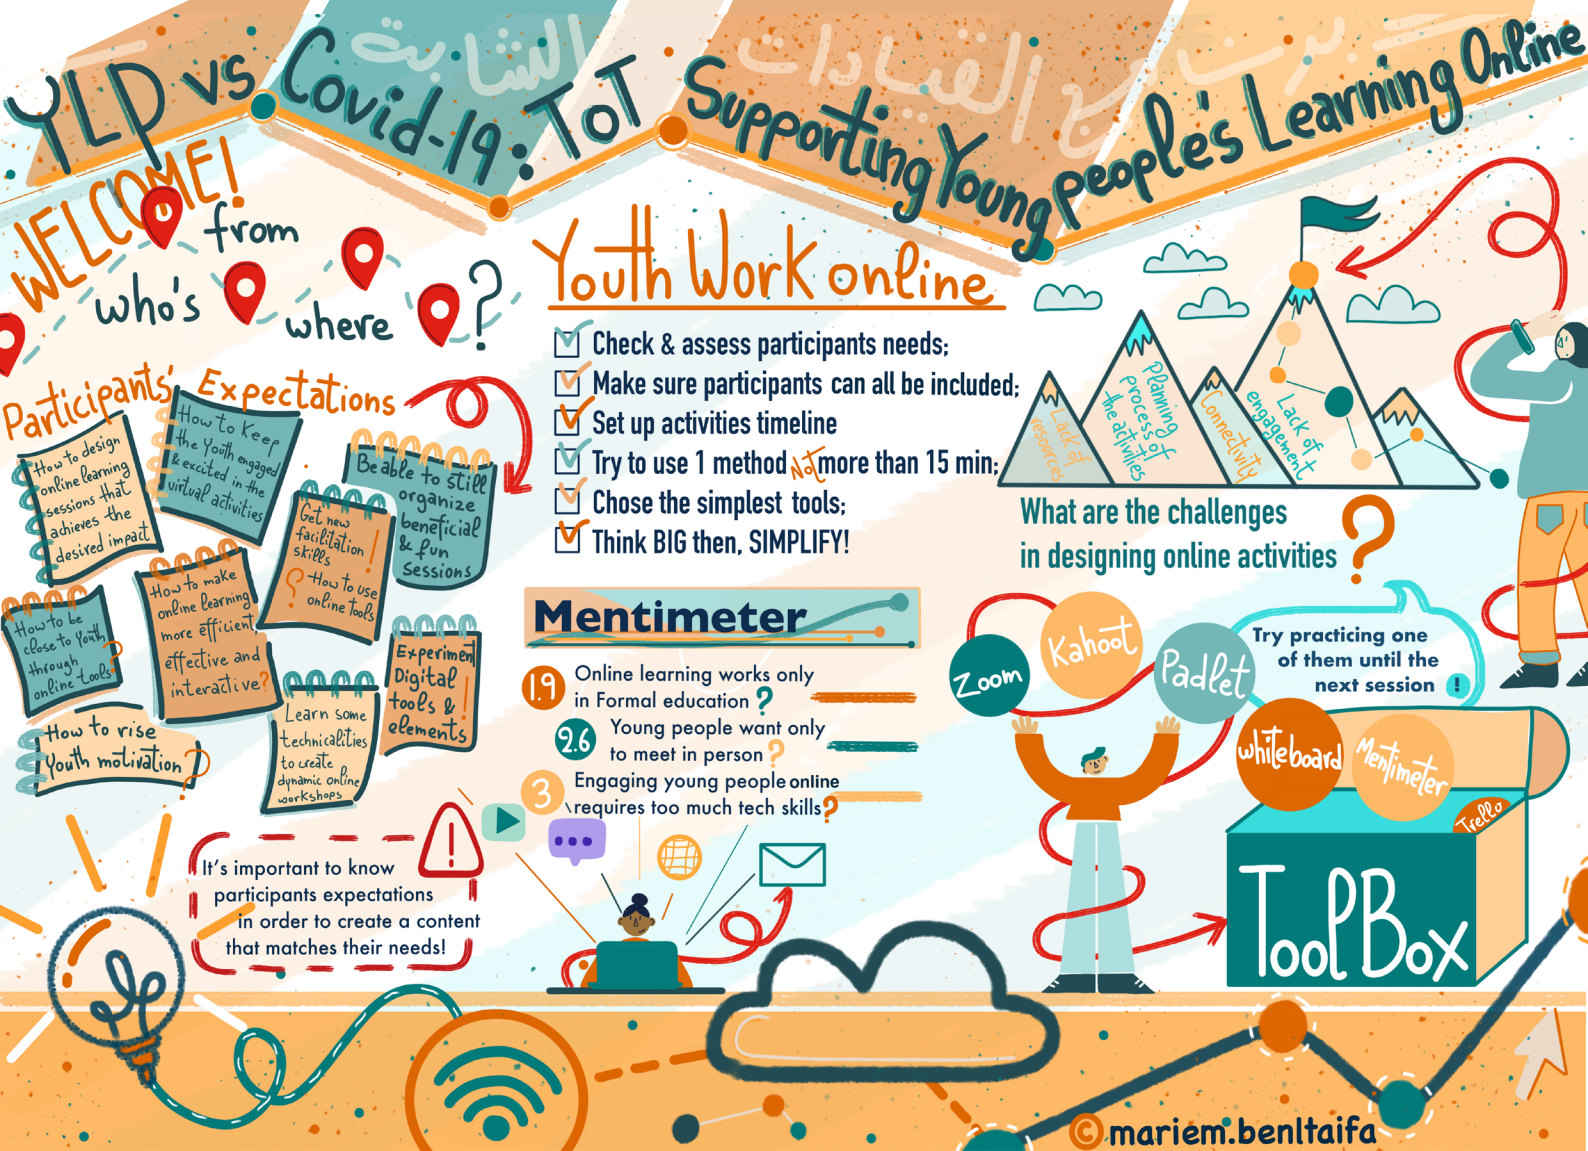 YLP vs Covid-19: ToT Supporting Young people's Learning Online
برنامج القيادات الشابة
WELCOME!
who's
from
where
?
Participants' Expectations
How to design
online learning
sessions that
achieves the
desired impact
How to Keep
the Youth engaged
& excited in the
virtual activities
Be able to still
organize
beneficial
& fun
sessions
Get new
facilitation
skills !
? How to use
online tools
How to be
close to Youth
through
online tools?
How to make
online learning
more efficient,
effective and
interactive?
Experiment
Digital
tools &
elements!
How to rise
Youth motivation?
Learn some
technicalities
to create
dynamic online
workshops
It's important to know
participants expectations
in order to create a content
that matches their needs!
Youth Work online
Check & assess participants needs;
Make sure participants can all be included;
Set up activities timeline
Try to use 1 method NOT more than 15 min;
Chose the simplest tools;
Think BIG then, SIMPLIFY!
Mentimeter
1.9 Online learning works only
in Formal education ?
2.6 Young people want only
to meet in person ?
3 Engaging young people online
requires too much tech skills?
Lack of
resources
Planning
process of
the activities
Connectivity
Lack of
engagement
What are the challenges
in designing online activities ?
Zoom
Kahoot
Padlet
Try practicing one
of them until the
next session !
whiteboard
Mentimeter
Trello
ToolBox
© mariem.benltaifa